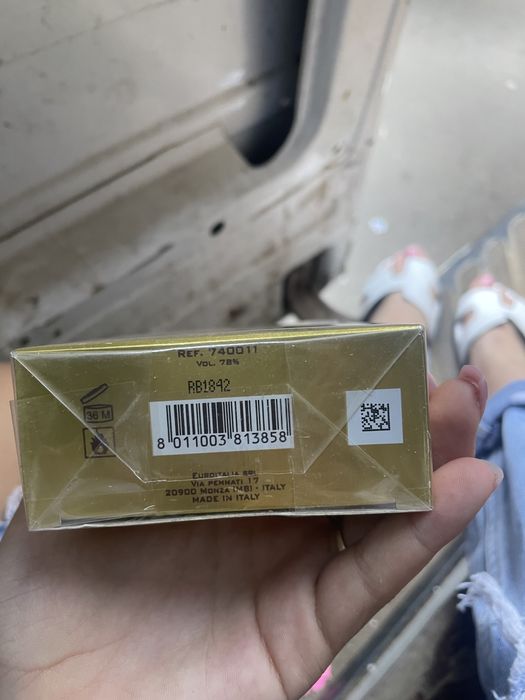 REF. 740011
VOL. 78%
RB1842
36 M
8 011003 813858
EUROITALIA SRL
VIA PENNATI 17
20900 MONZA (MB) - ITALY
MADE IN ITALY